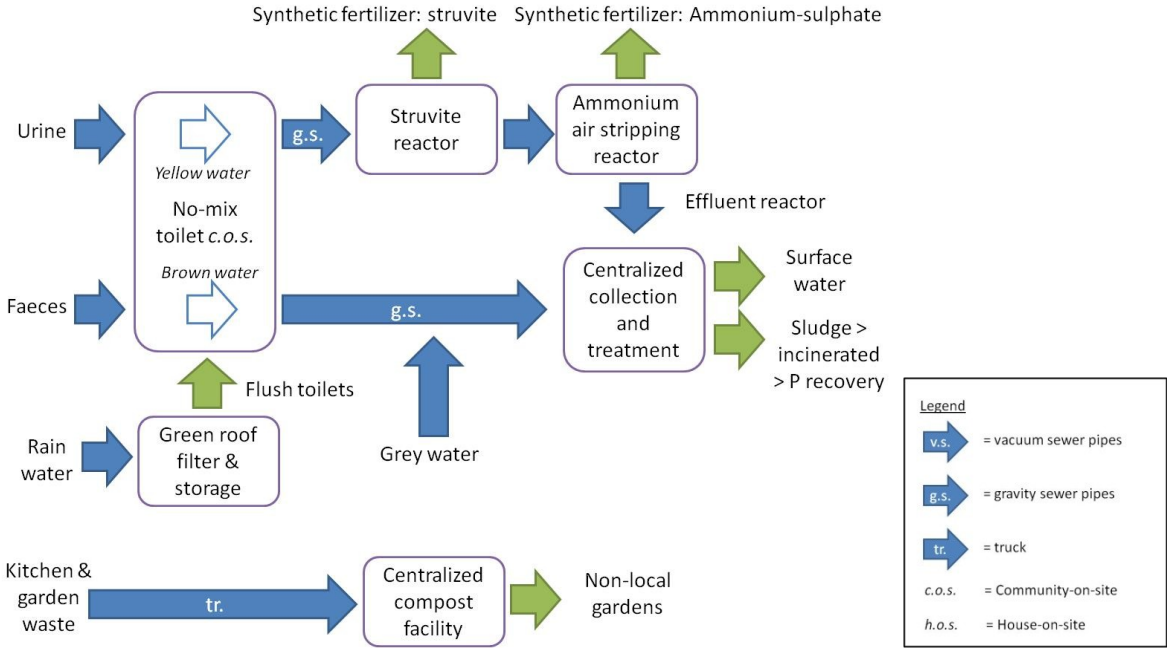 Synthetic fertilizer: struvite
Synthetic fertilizer: Ammonium-sulphate
Urine
Yellow water
No-mix
toilet c.o.s.
Brown water
g.s.
Struvite
reactor
Ammonium
air stripping
reactor
Effluent reactor
Faeces
g.s.
Centralized
collection
and
treatment
Surface
water
Sludge >
incinerated
> P recovery
Flush toilets
Rain
water
Green roof
filter &
storage
Grey water
Kitchen &
garden
waste
tr.
Centralized
compost
facility
Non-local
gardens
Legend
v.s. = vacuum sewer pipes
g.s. = gravity sewer pipes
tr. = truck
c.o.s. = Community-on-site
h.o.s. = House-on-site